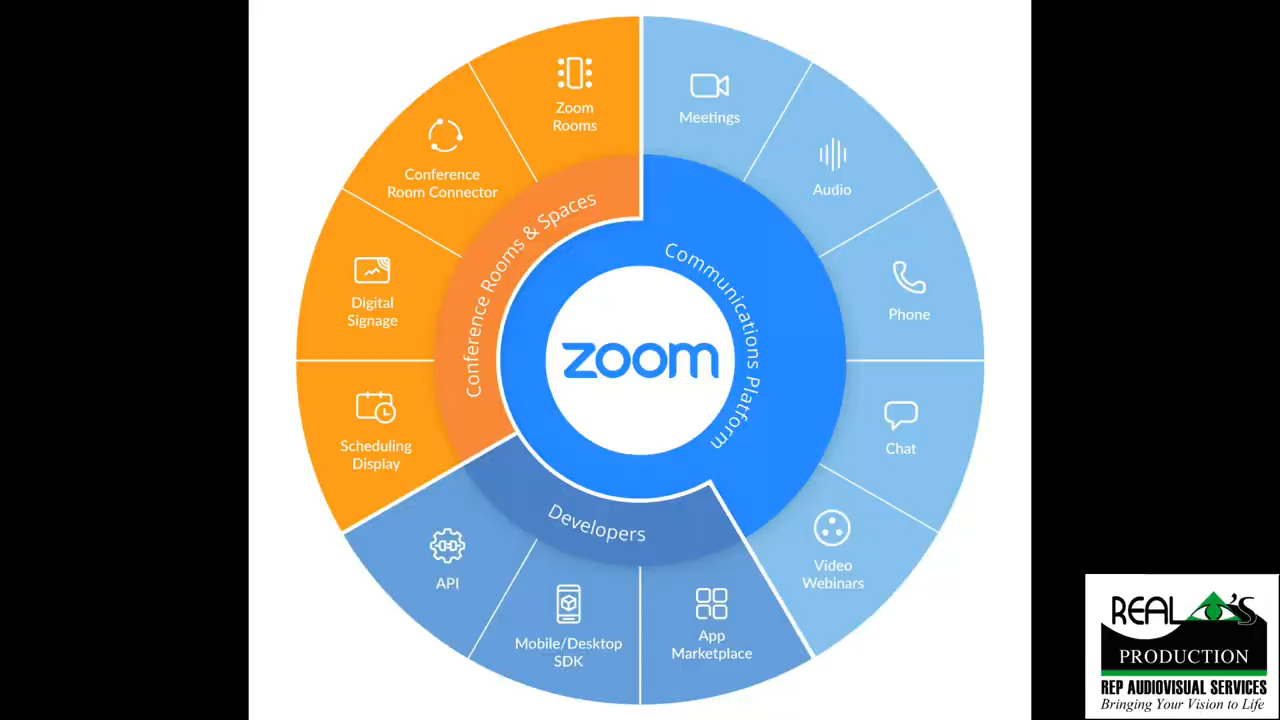 Zoom
Rooms
Meetings
Conference
Room Connector
Audio
Conference Rooms & Spaces
Communications Platform
Digital
Signage
Phone
zoom
Scheduling
Display
Chat
Developers
API
Video
Webinars
Mobile/Desktop
SDK
App
Marketplace
REAL
'S
PRODUCTION
REP AUDIOVISUAL SERVICES
Bringing Your Vision to Life